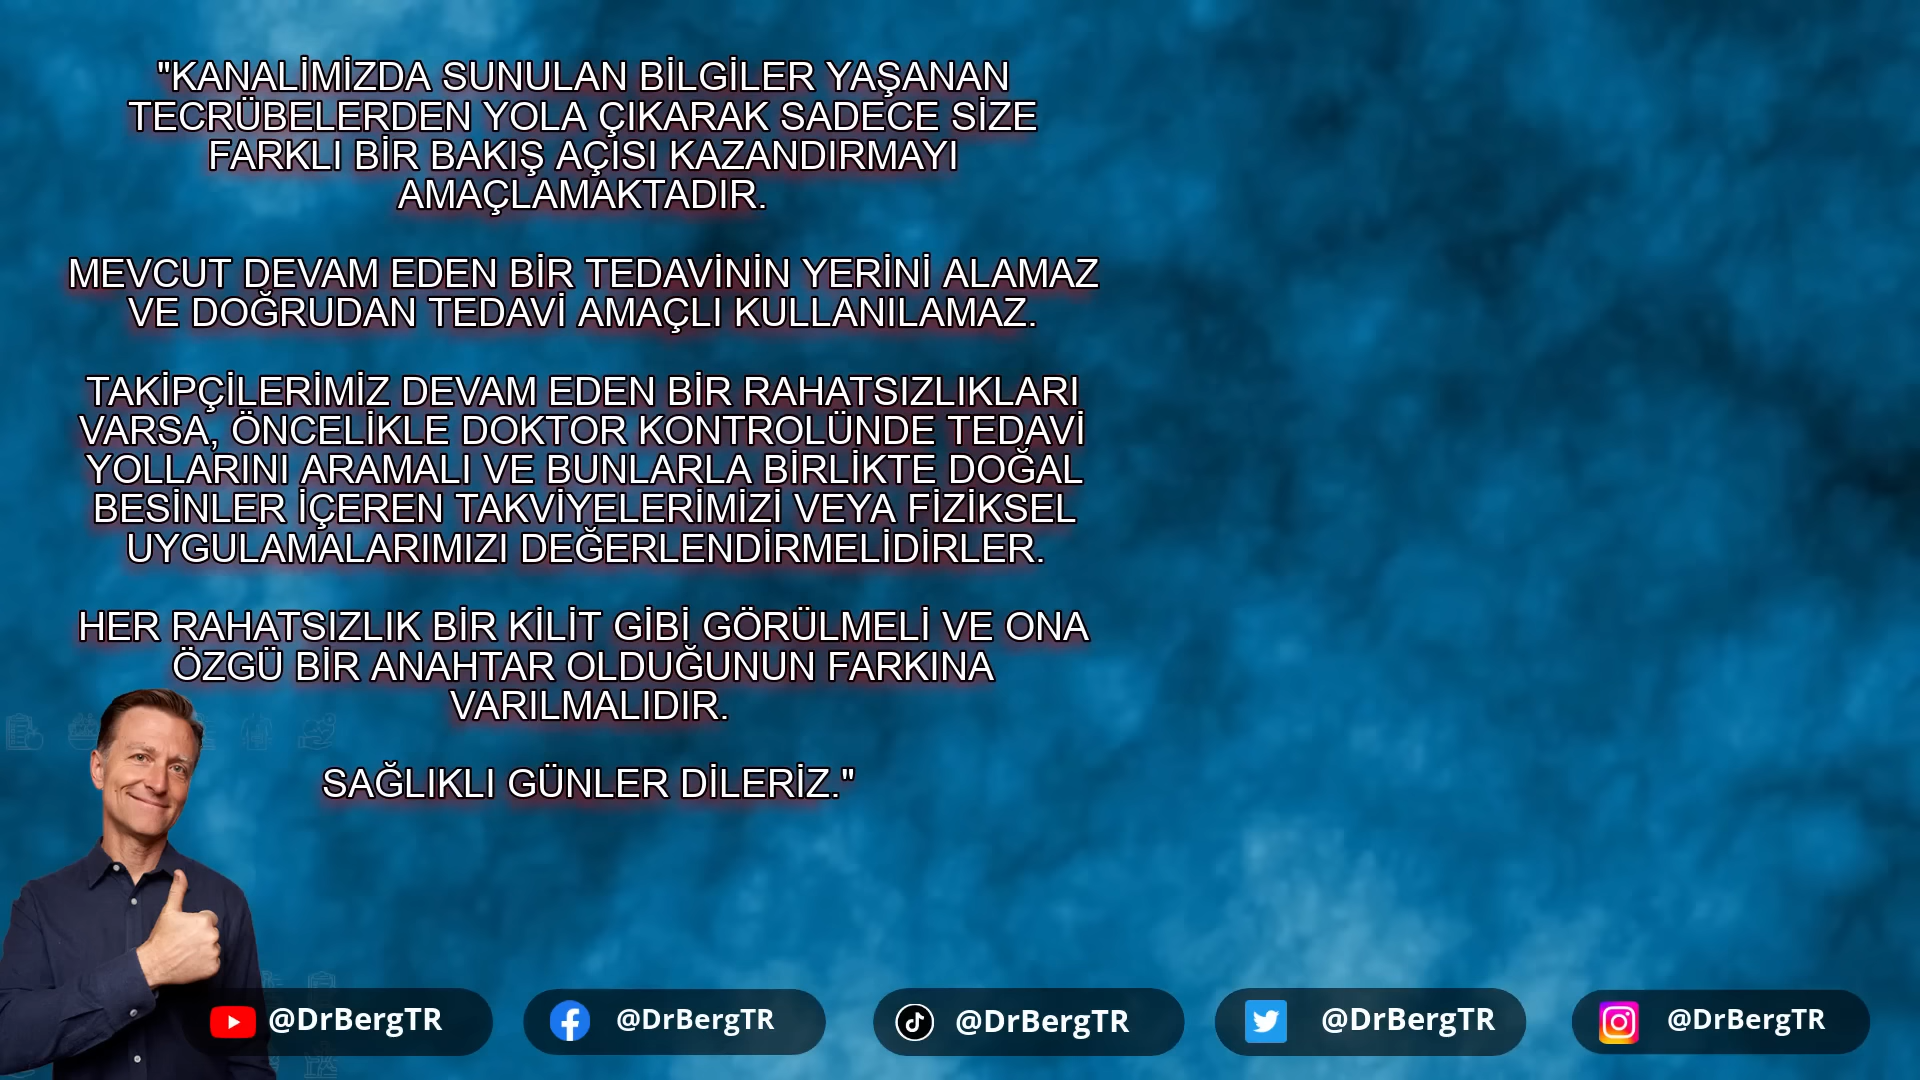 "KANALİMİZDA SUNULAN BİLGİLER YAŞANAN
TECRÜBELERDEN YOLA ÇIKARAK SADECE SİZE
FARKLI BİR BAKIŞ AÇISI KAZANDIRMAYI
AMAÇLAMAKTADIR.
MEVCUT DEVAM EDEN BİR TEDAVİNİN YERİNİ ALAMAZ
VE DOĞRUDAN TEDAVİ AMAÇLI KULLANILAMAZ.
TAKİPÇİLERİMİZ DEVAM EDEN BİR RAHATSIZLIKLARI
VARSA, ÖNCELİKLE DOKTOR KONTROLÜNDE TEDAVİ
YOLLARINI ARAMALI VE BUNLARLA BİRLİKTE DOĞAL
BESİNLER İÇEREN TAKVİYELERİMİZİ VEYA FİZİKSEL
UYGULAMALARIMIZI DEĞERLENDİRMELİDİRLER.
HER RAHATSIZLIK BİR KİLİT GİBİ GÖRÜLMELİ VE ONA
ÖZGÜ BİR ANAHTAR OLDUĞUNUN FARKINA
VARILMALIDIR.
SAĞLIKLI GÜNLER DİLERİZ."
@DrBergTR
@DrBergTR
@DrBergTR
@DrBergTR
@DrBergTR